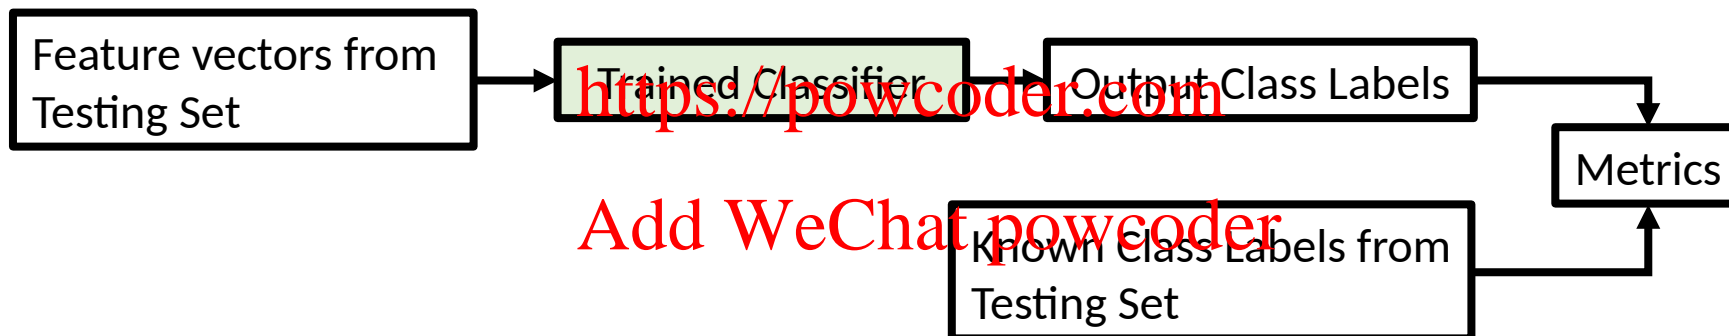 Feature vectors from
Testing Set
Trained Classifier
Output Class Labels
https://powcoder.com
Metrics
Add WeChat powcoder
Known Class Labels from
Testing Set